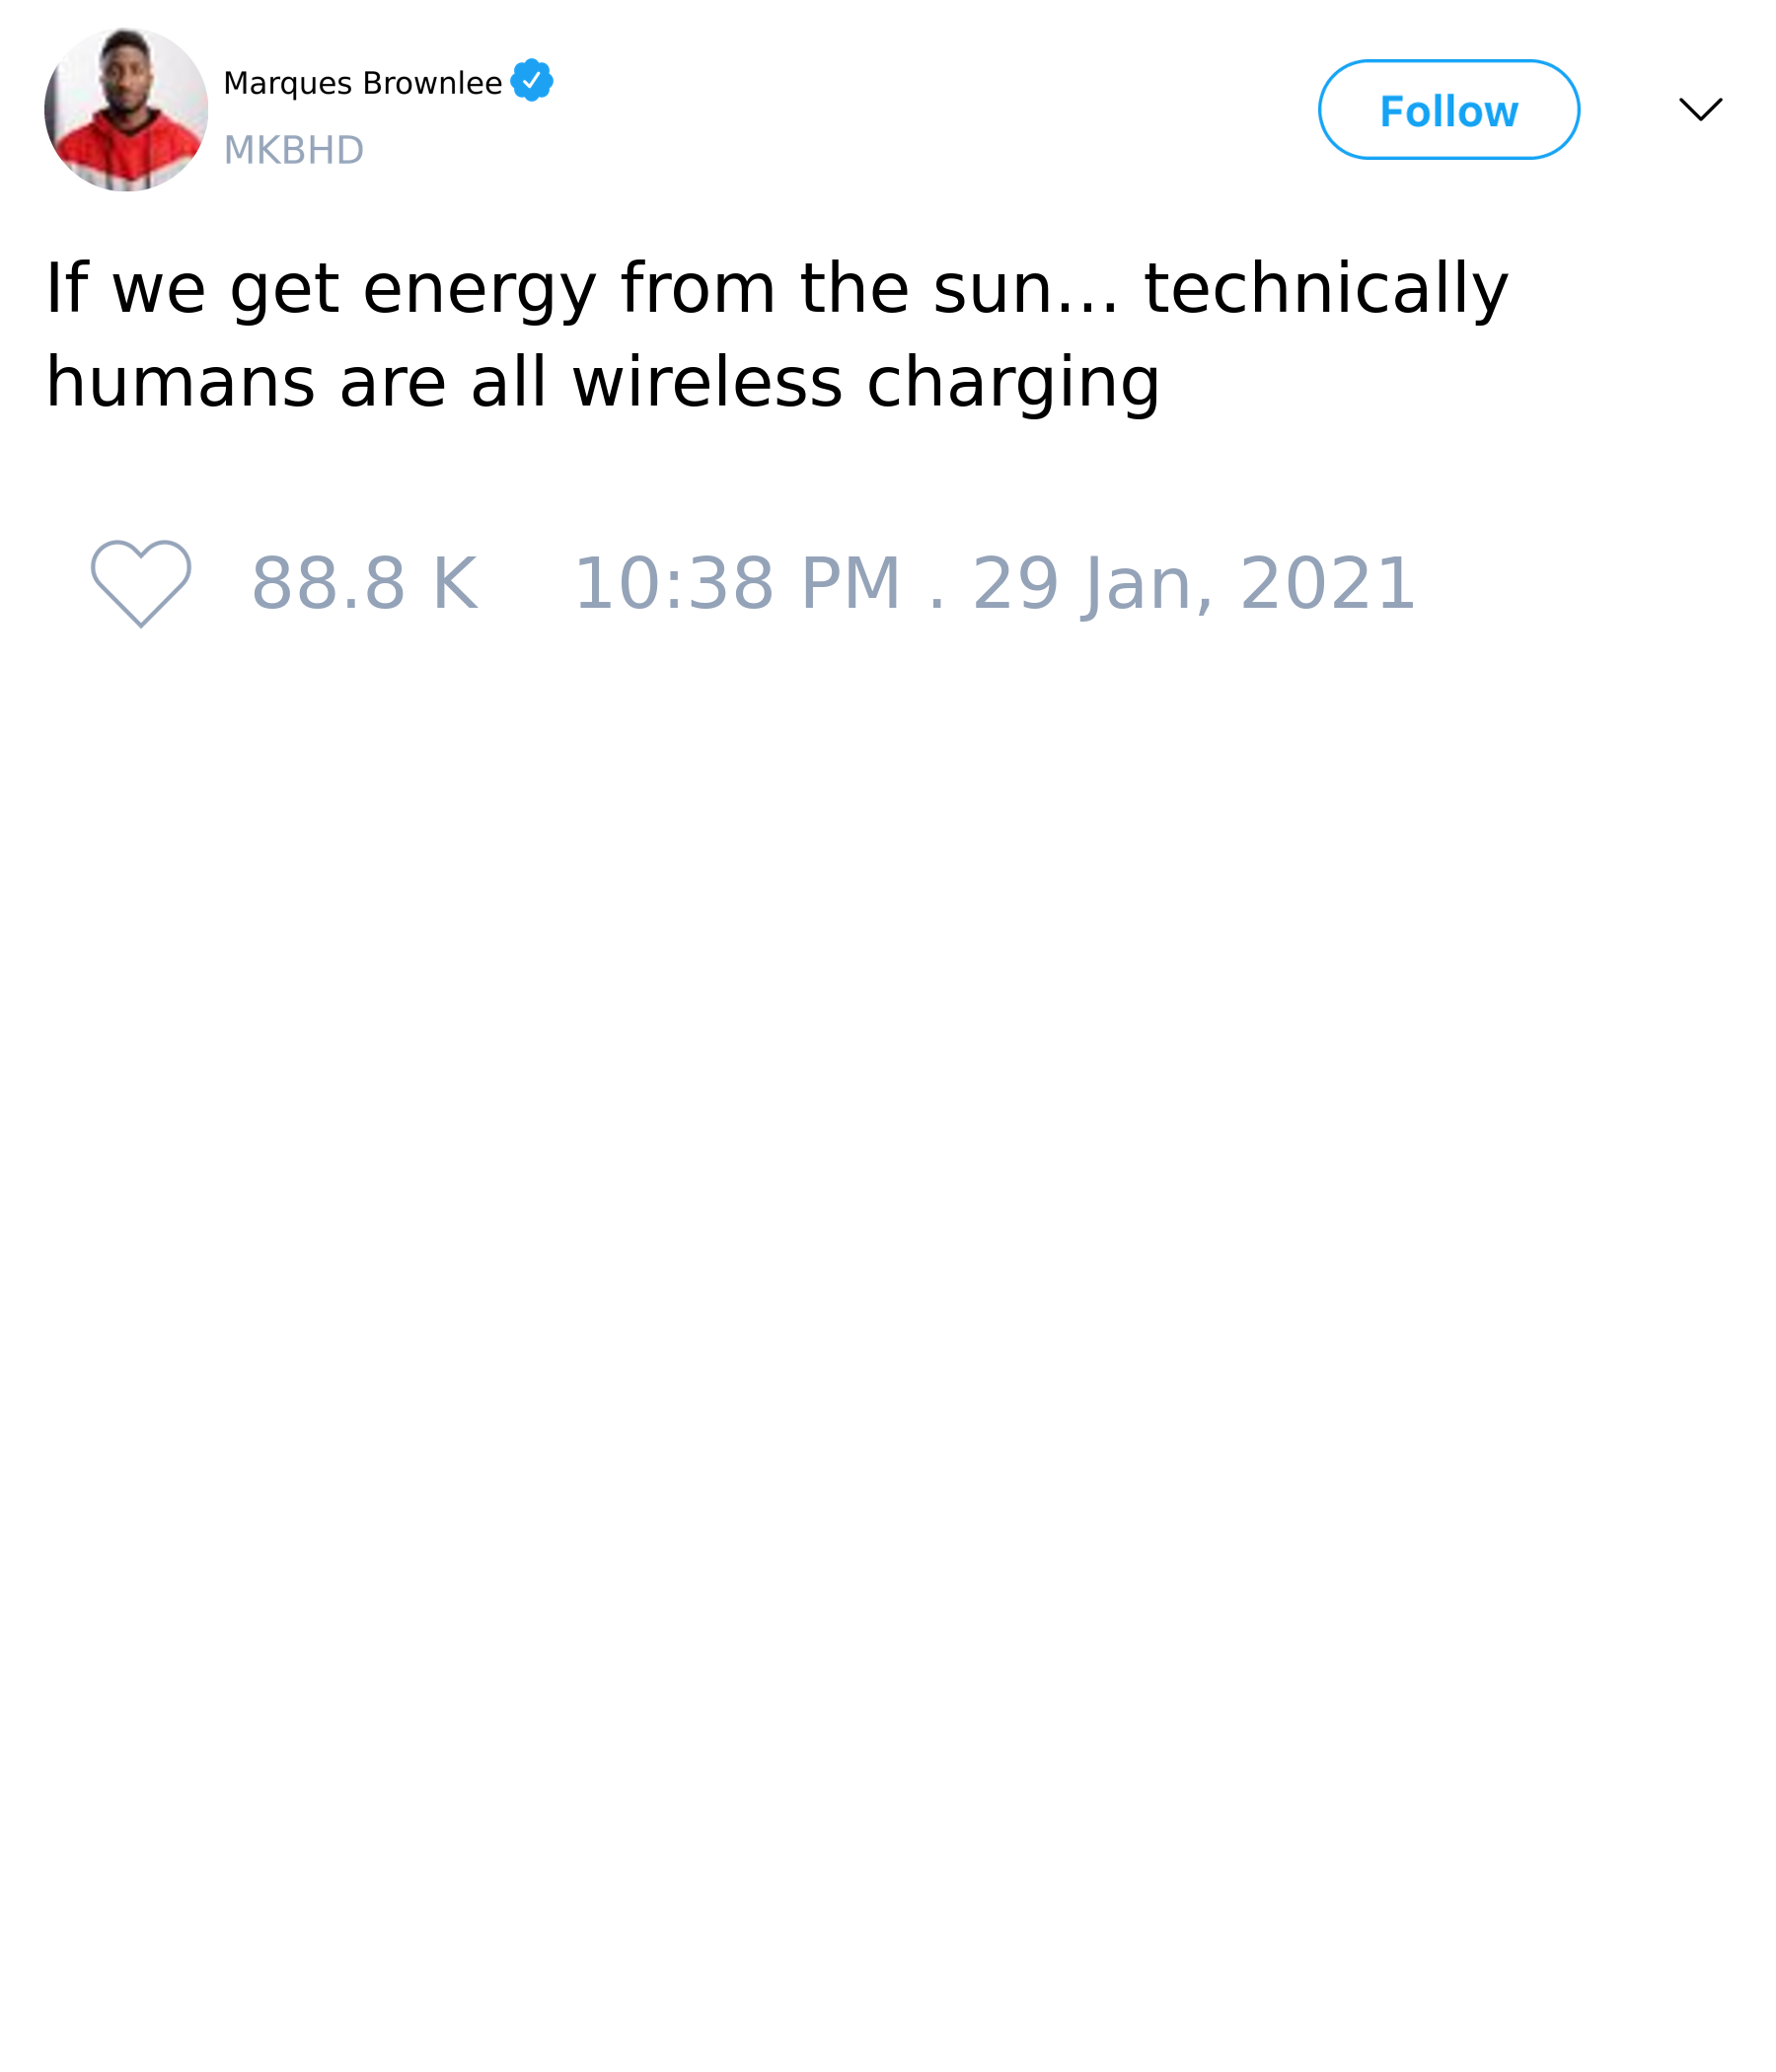 Marques Brownlee
MKBHD
Follow
If we get energy from the sun... technically
humans are all wireless charging
88.8 K 10:38 PM . 29 Jan, 2021